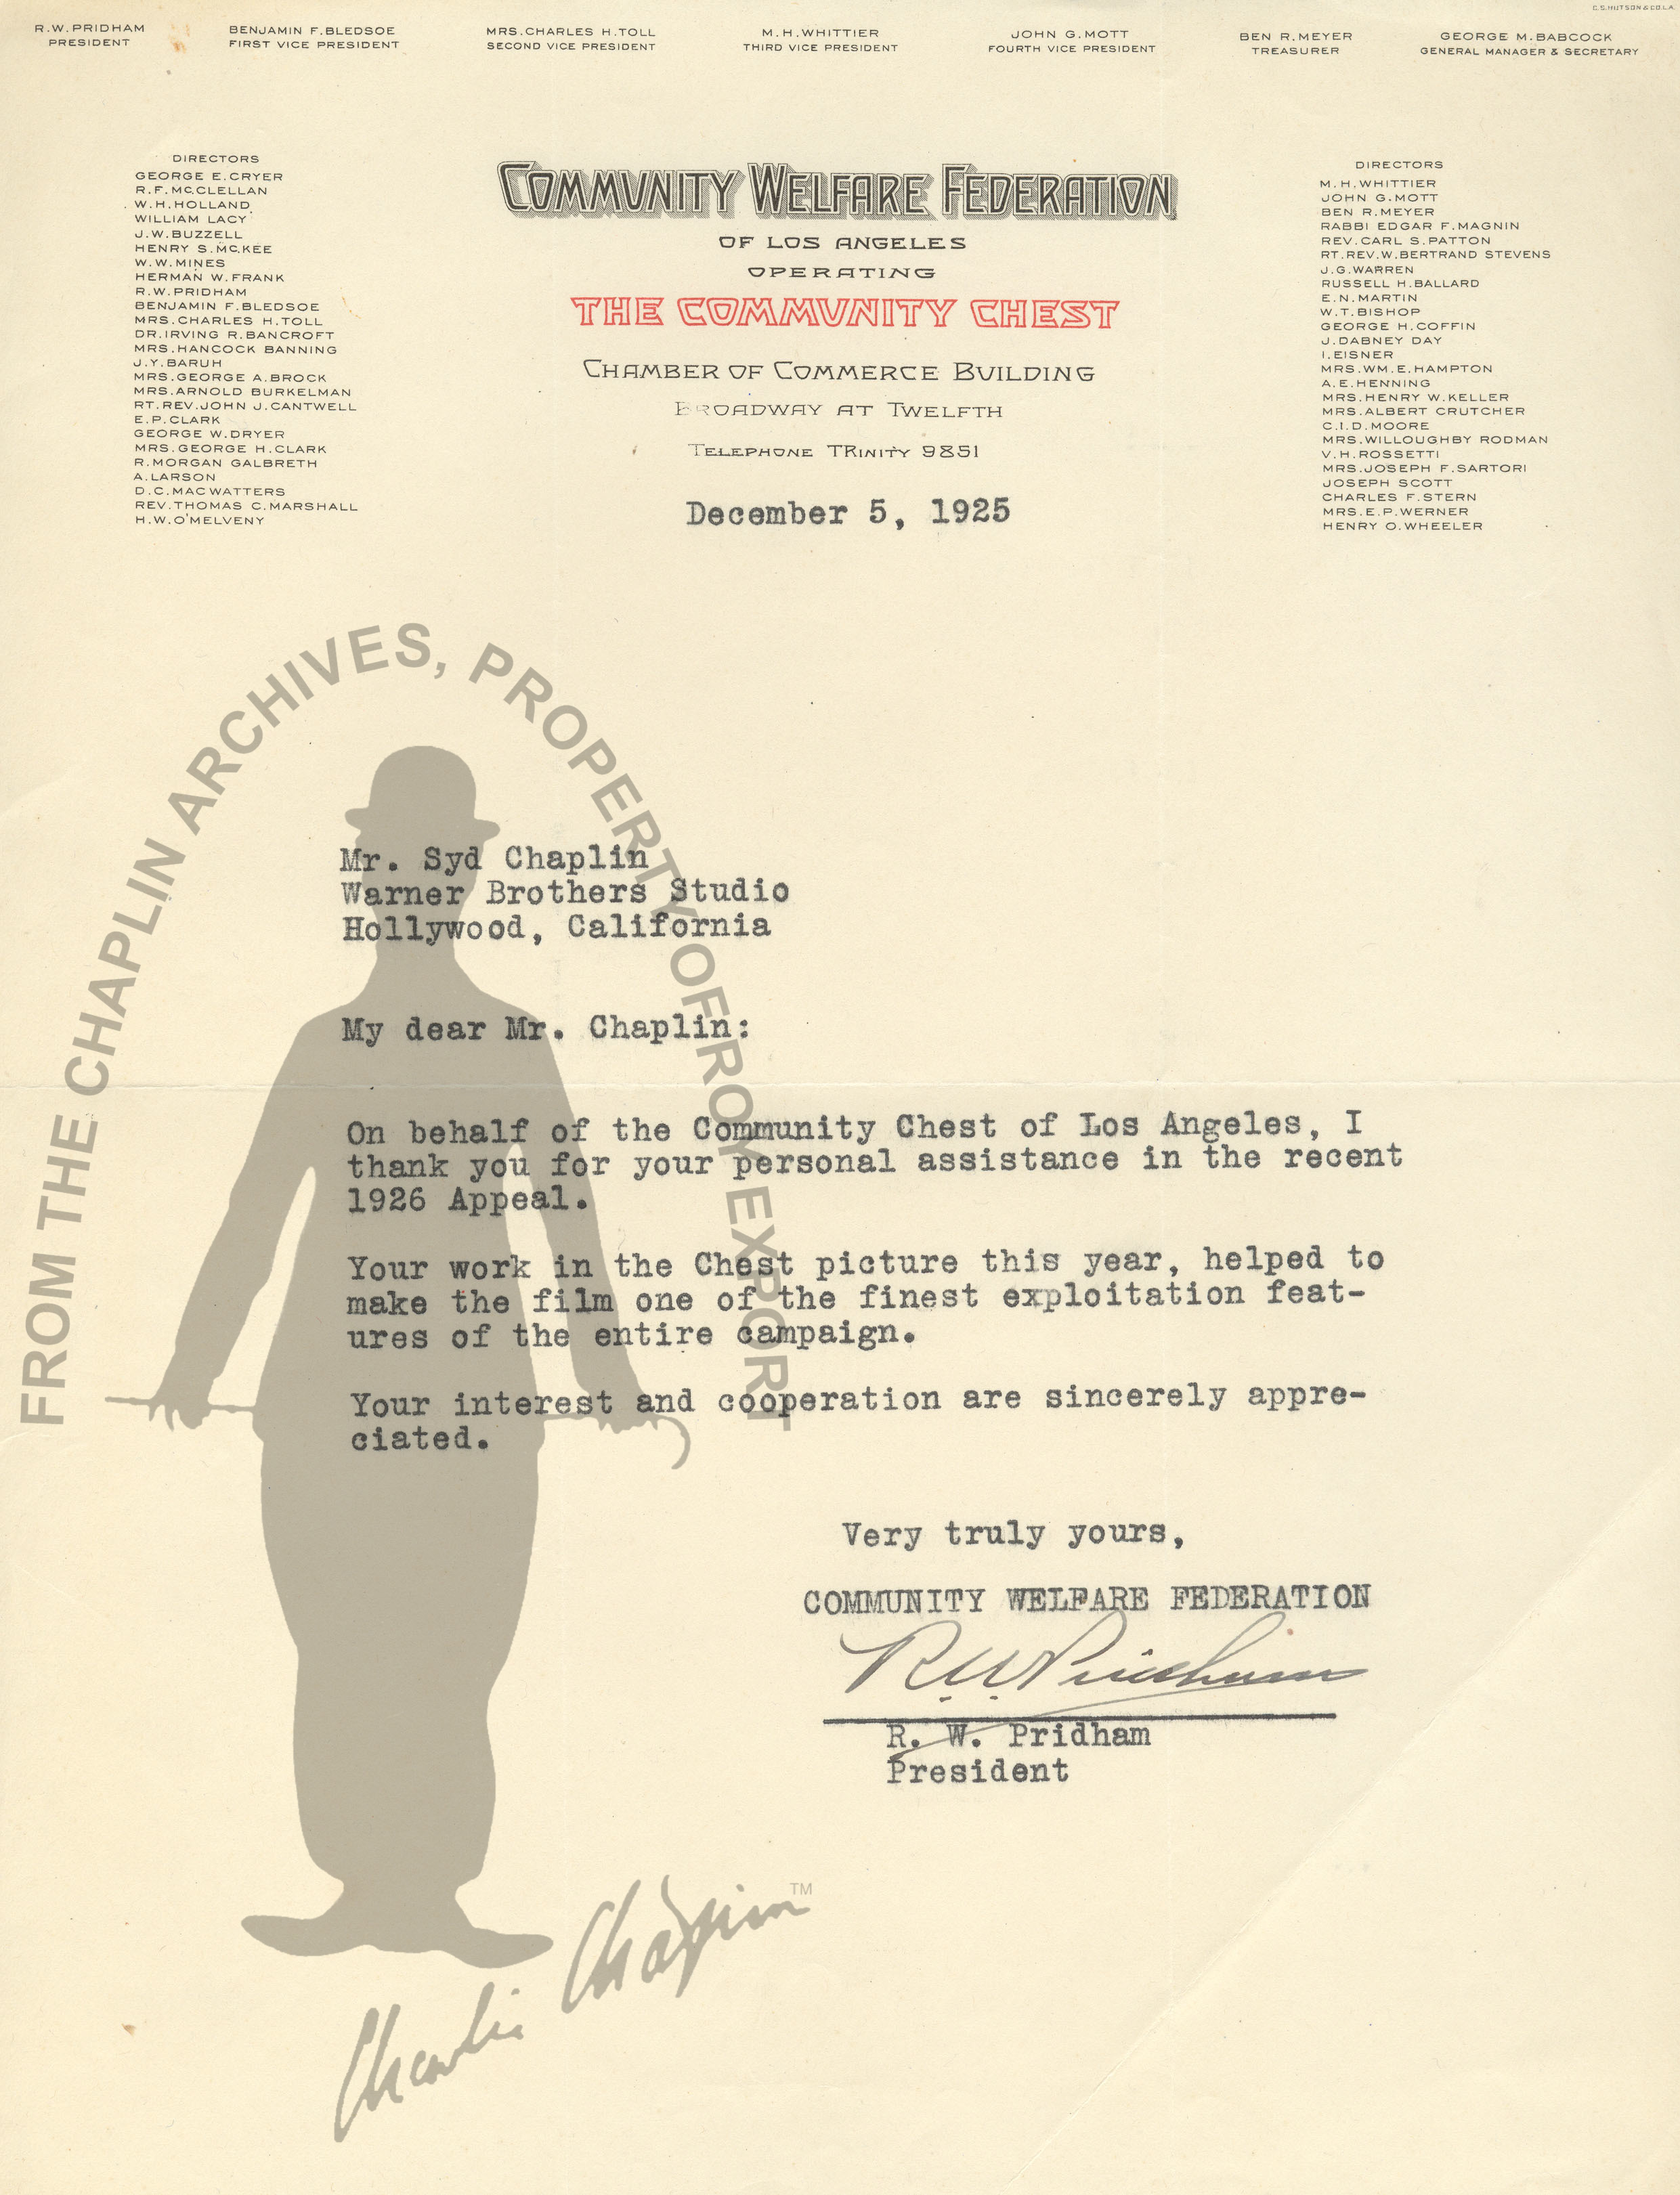 C.S.HUTSON & CO.L.A.
R.W. PRIDHAM
PRESIDENT
BENJAMIN F. BLEDSOE
FIRST VICE PRESIDENT
MRS. CHARLES H. TOLL
SECOND VICE PRESIDENT
M.H. WHITTIER
THIRD VICE PRESIDENT
JOHN G. MOTT
FOURTH VICE PRESIDENT
BEN R. MEYER
TREASURER
GEORGE M. BABCOCK
GENERAL MANAGER & SECRETARY
DIRECTORS
GEORGE E. CRYER
R.F. MCCLELLAN
W.H. HOLLAND
WILLIAM LACY
J.W. BUZZELL
HENRY S. MCKEE
W.W. MINES
HERMAN W. FRANK
R.W. PRIDHAM
BENJAMIN F. BLEDSOE
MRS. CHARLES H. TOLL
DR. IRVING R. BANCROFT
MRS. HANCOCK BANNING
J.Y. BARUH
MRS. GEORGE A. BROCK
MRS. ARNOLD BURKELMAN
RT. REV. JOHN J. CANTWELL
E.P. CLARK
GEORGE W. DRYER
MRS. GEORGE H. CLARK
R. MORGAN GALBRETH
A. LARSON
D.C. MACWATTERS
REV. THOMAS C. MARSHALL
H.W. O'MELVENY
COMMUNITY WELFARE FEDERATION
OF LOS ANGELES
OPERATING
THE COMMUNITY CHEST
CHAMBER OF COMMERCE BUILDING
BROADWAY AT TWELFTH
TELEPHONE TRINITY 9851
DIRECTORS
M.H. WHITTIER
JOHN G. MOTT
BEN R. MEYER
RABBI EDGAR F. MAGNIN
REV. CARL S. PATTON
RT. REV. W. BERTRAND STEVENS
J.G. WARREN
RUSSELL H. BALLARD
E.N. MARTIN
W.T. BISHOP
GEORGE H. COFFIN
J. DABNEY DAY
I. EISNER
MRS. WM. E. HAMPTON
A.E. HENNING
MRS. HENRY W. KELLER
MRS. ALBERT CRUTCHER
C.I.D. MOORE
MRS. WILLOUGHBY RODMAN
V.H. ROSSETTI
MRS. JOSEPH F. SARTORI
JOSEPH SCOTT
CHARLES F. STERN
MRS. E.P. WERNER
HENRY O. WHEELER
December 5, 1925
FROM THE CHAPLIN ARCHIVES, PROPERTY OF ROY EXPORT
Mr. Syd Chaplin
Warner Brothers Studio
Hollywood, California
My dear Mr. Chaplin:
On behalf of the Community Chest of Los Angeles, I
thank you for your personal assistance in the recent
1926 Appeal.
Your work in the Chest picture this year, helped to
make the film one of the finest exploitation feat-
ures of the entire campaign.
Your interest and cooperation are sincerely appre-
ciated.
Very truly yours,
COMMUNITY WELFARE FEDERATION
R.W. Pridham
R. W. Pridham
President
Charlie Chaplin TM